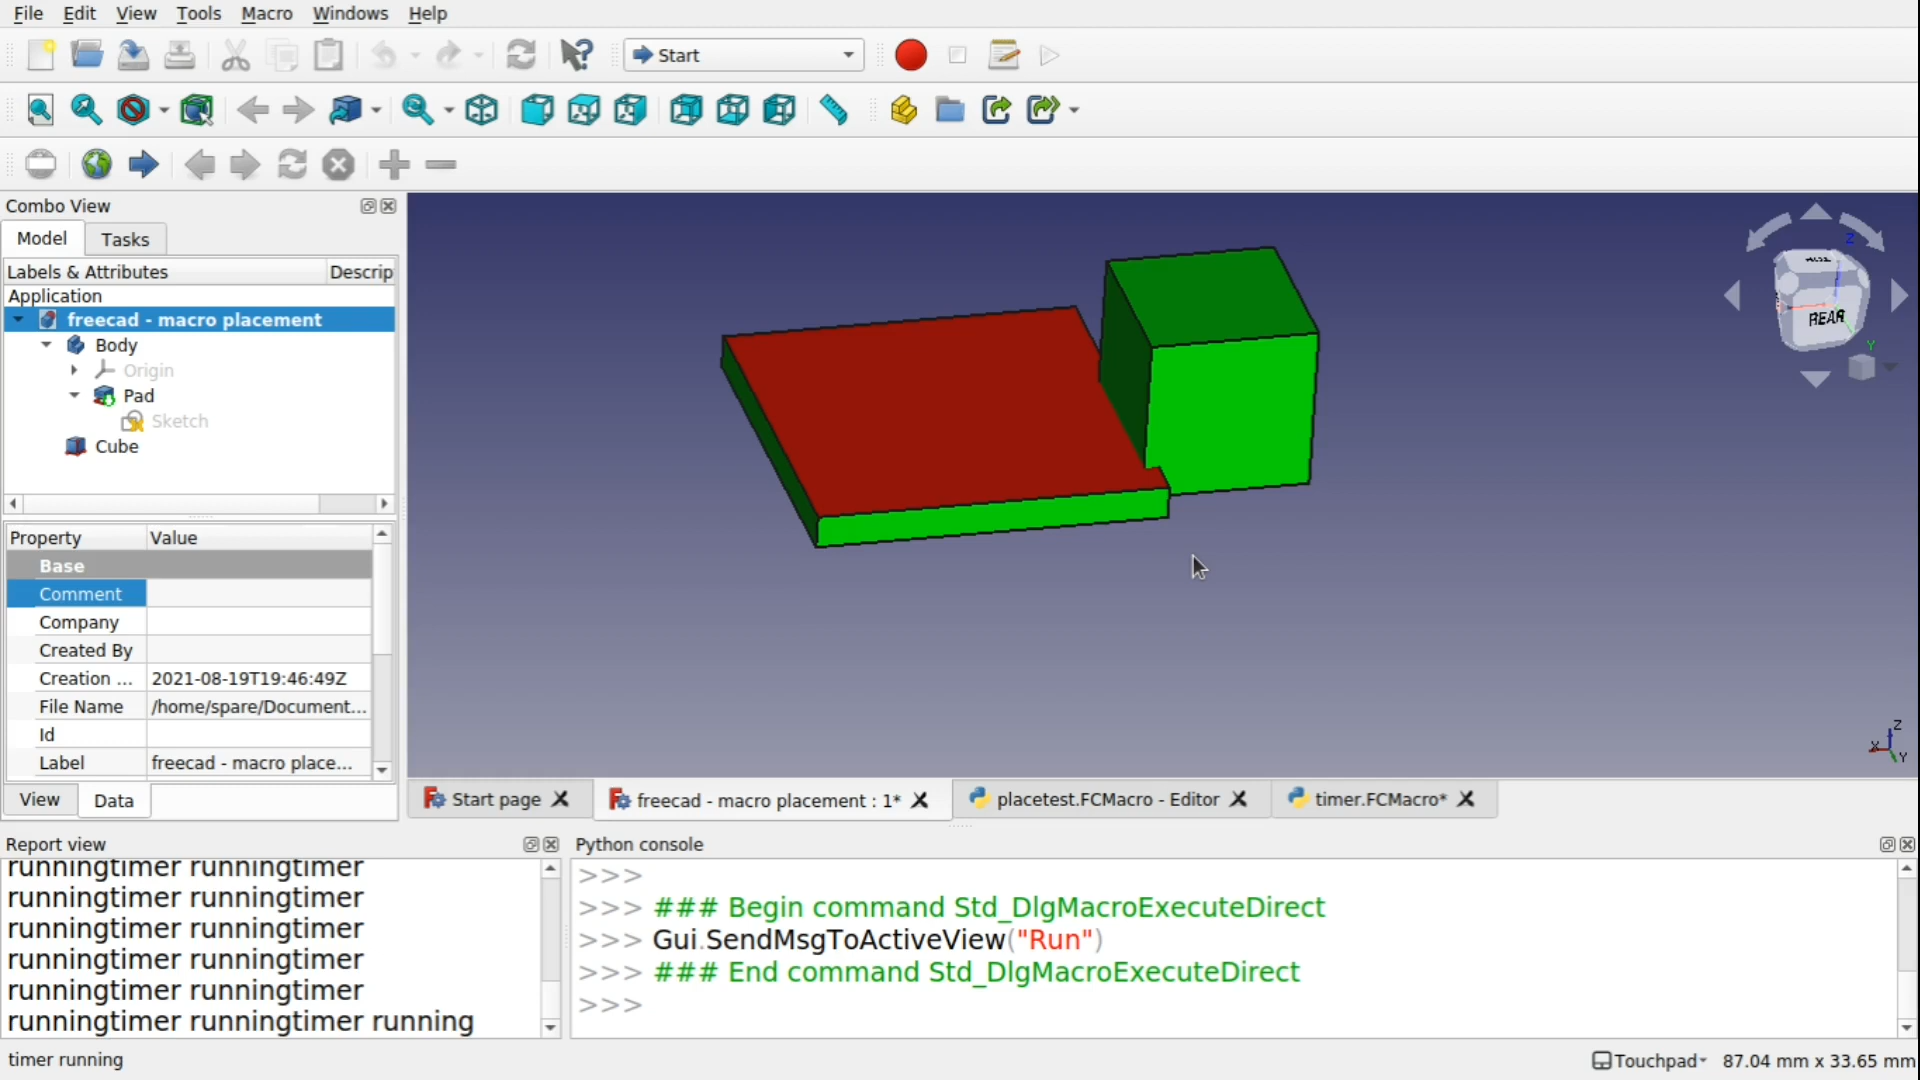 File Edit View Tools Macro Windows Help
Start
Combo View
Model Tasks
Labels & Attributes Descrip
Application
freecad - macro placement
Body
Origin
Pad
Sketch
Cube
Property Value
Base
Comment
Company
Created By
Creation ... 2021-08-19T19:46:49Z
File Name /home/spare/Document...
Id
Label freecad - macro place...
View Data
Z
REAR
Y
Z
X
Y
Start page freecad - macro placement : 1* placetest.FCMacro - Editor timer.FCMacro*
Report view
runningtimer runningtimer
runningtimer runningtimer
runningtimer runningtimer
runningtimer runningtimer
runningtimer runningtimer
runningtimer runningtimer running
Python console
>>>
>>> ### Begin command Std_DlgMacroExecuteDirect
>>> Gui.SendMsgToActiveView("Run")
>>> ### End command Std_DlgMacroExecuteDirect
>>>
timer running
Touchpad 87.04 mm x 33.65 mm